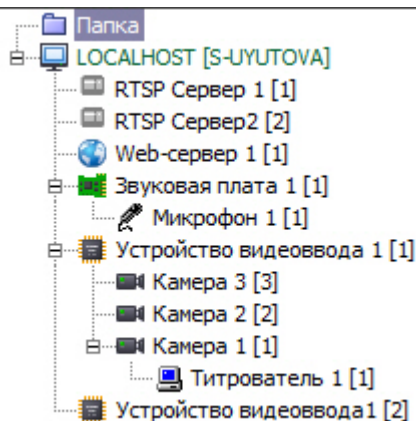 Папка
LOCALHOST [S-UYUTOVA]
RTSP Сервер 1 [1]
RTSP Сервер2 [2]
Web-сервер 1 [1]
Звуковая плата 1 [1]
Микрофон 1 [1]
Устройство видеоввода 1 [1]
Камера 3 [3]
Камера 2 [2]
Камера 1 [1]
Титрователь 1 [1]
Устройство видеоввода1 [2]